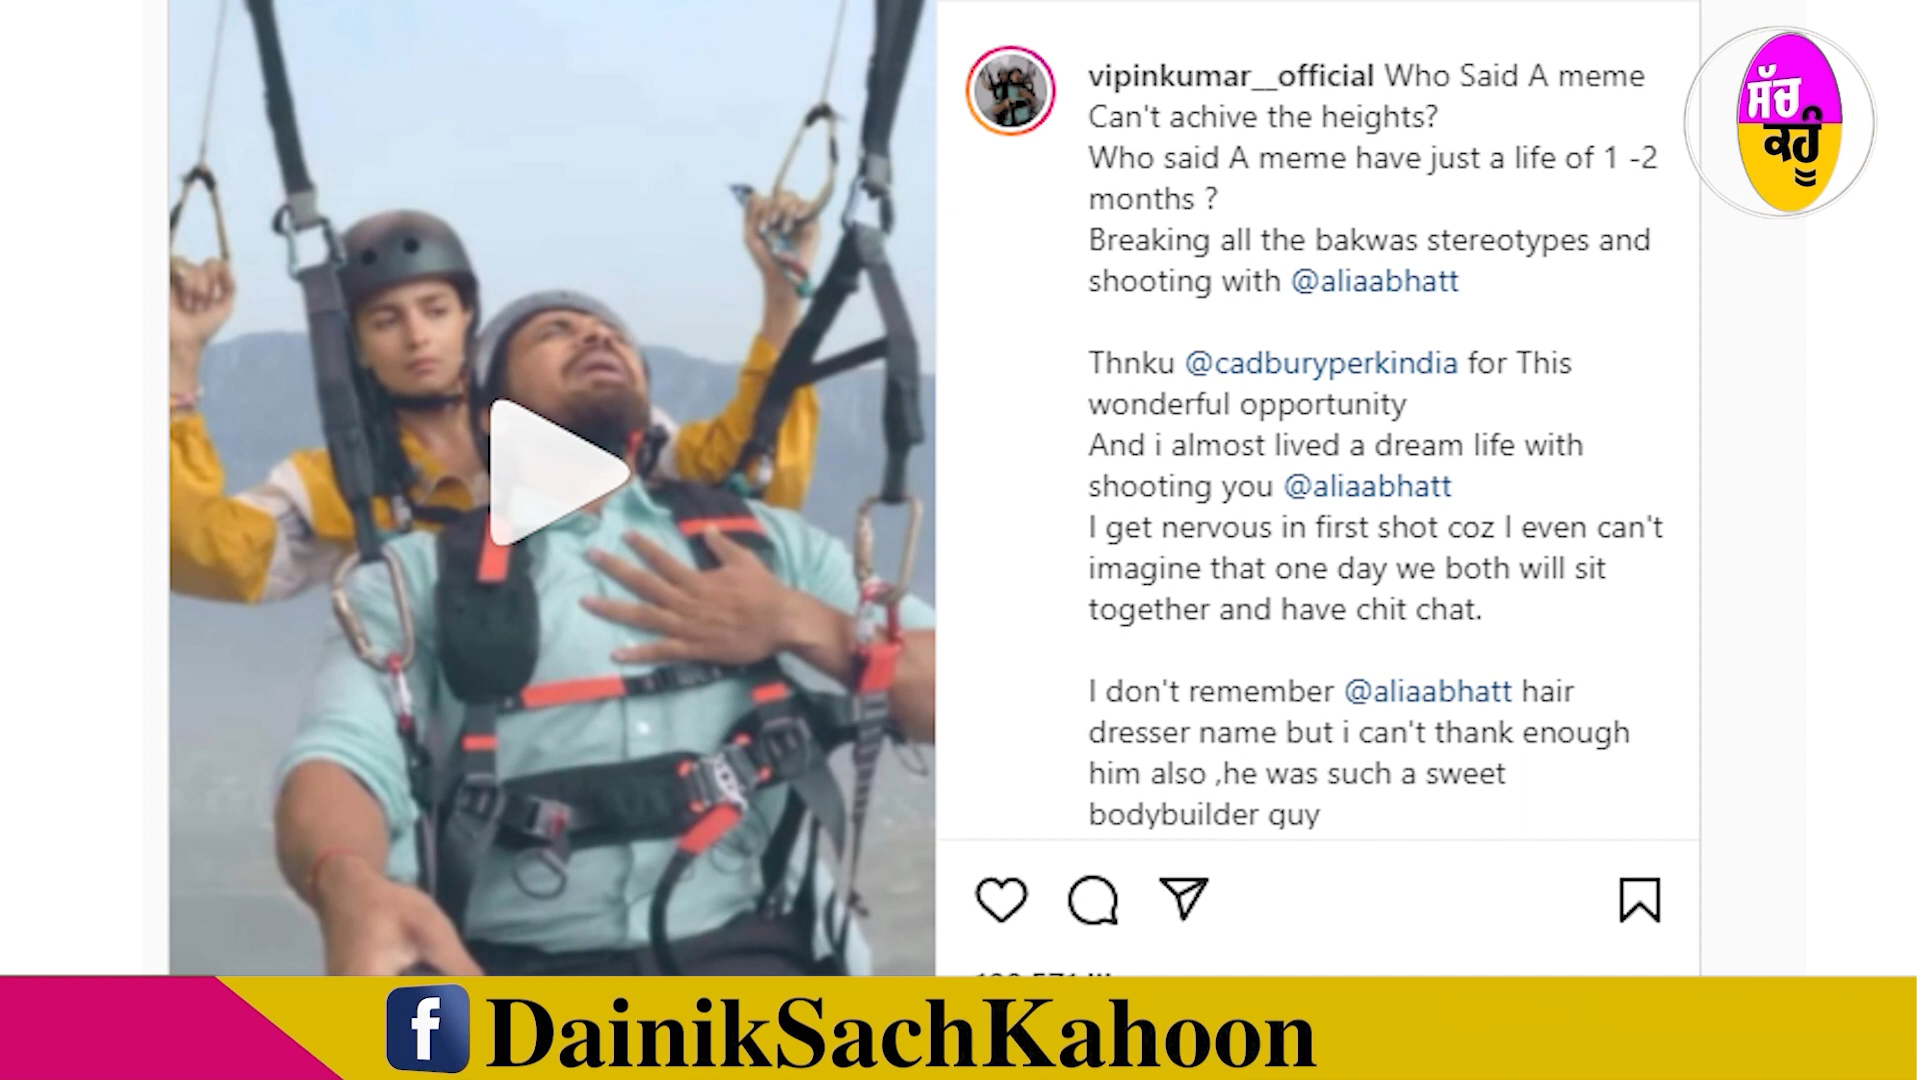 vipinkumar__official Who Said A meme
Can't achive the heights?
Who said A meme have just a life of 1 -2
months ?
Breaking all the bakwas stereotypes and
shooting with @aliaabhatt
Thnku @cadburyperkindia for This
wonderful opportunity
And i almost lived a dream life with
shooting you @aliaabhatt
I get nervous in first shot coz I even can't
imagine that one day we both will sit
together and have chit chat.
I don't remember @aliaabhatt hair
dresser name but i can't thank enough
him also ,he was such a sweet
bodybuilder guy
ਸੱਚ
ਕਹੂੰ
f DainikSachKahoon